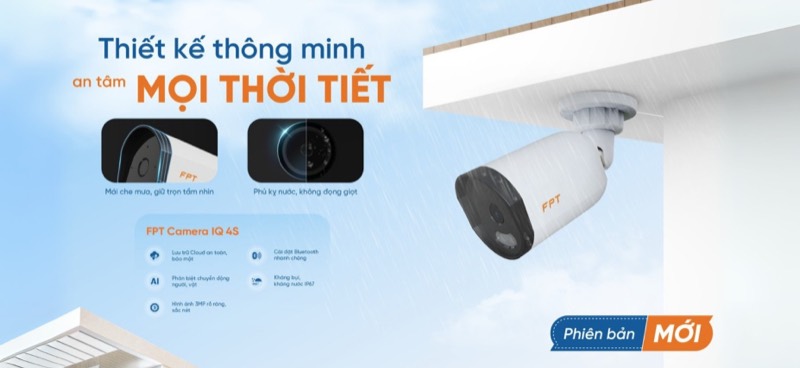 Thiết kế thông minh
an tâm MỌI THỜI TIẾT
FPT
Mái che mưa, giữ trọn tầm nhìn
Phủ kỵ nước, không đọng giọt
FPT
FPT Camera IQ 4S
Lưu trữ Cloud an toàn,
bảo mật
Cài đặt Bluetooth
nhanh chóng
AI
Phân biệt chuyển động
người, vật
Kháng bụi,
kháng nước IP67
Hình ảnh 3MP rõ ràng,
sắc nét
Phiên bản MỚI